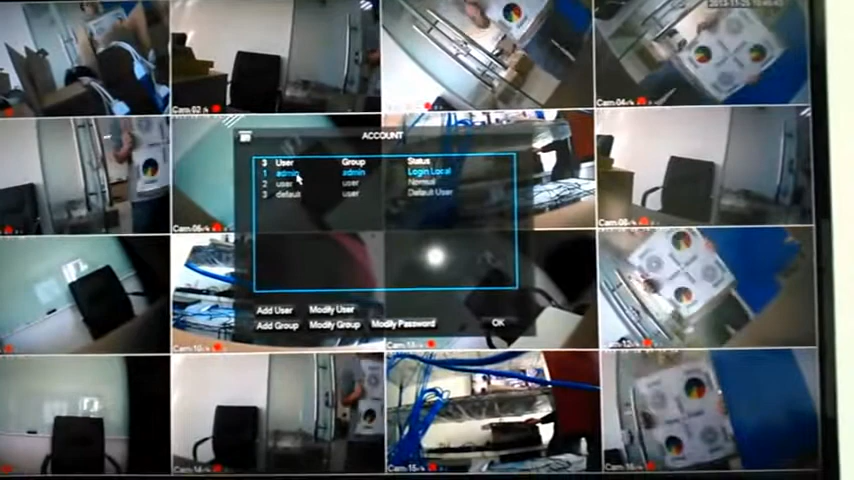 Cam 02
Cam 04
ACCOUNT
3 User Group Status
1 admin admin Login Local
2 user user Normal
3 default user Default User
Cam 06
Cam 08
Add User Modify User
Add Group Modify Group Modify Password OK
Cam 10
Cam 12
Cam 14
Cam 15
Cam 16